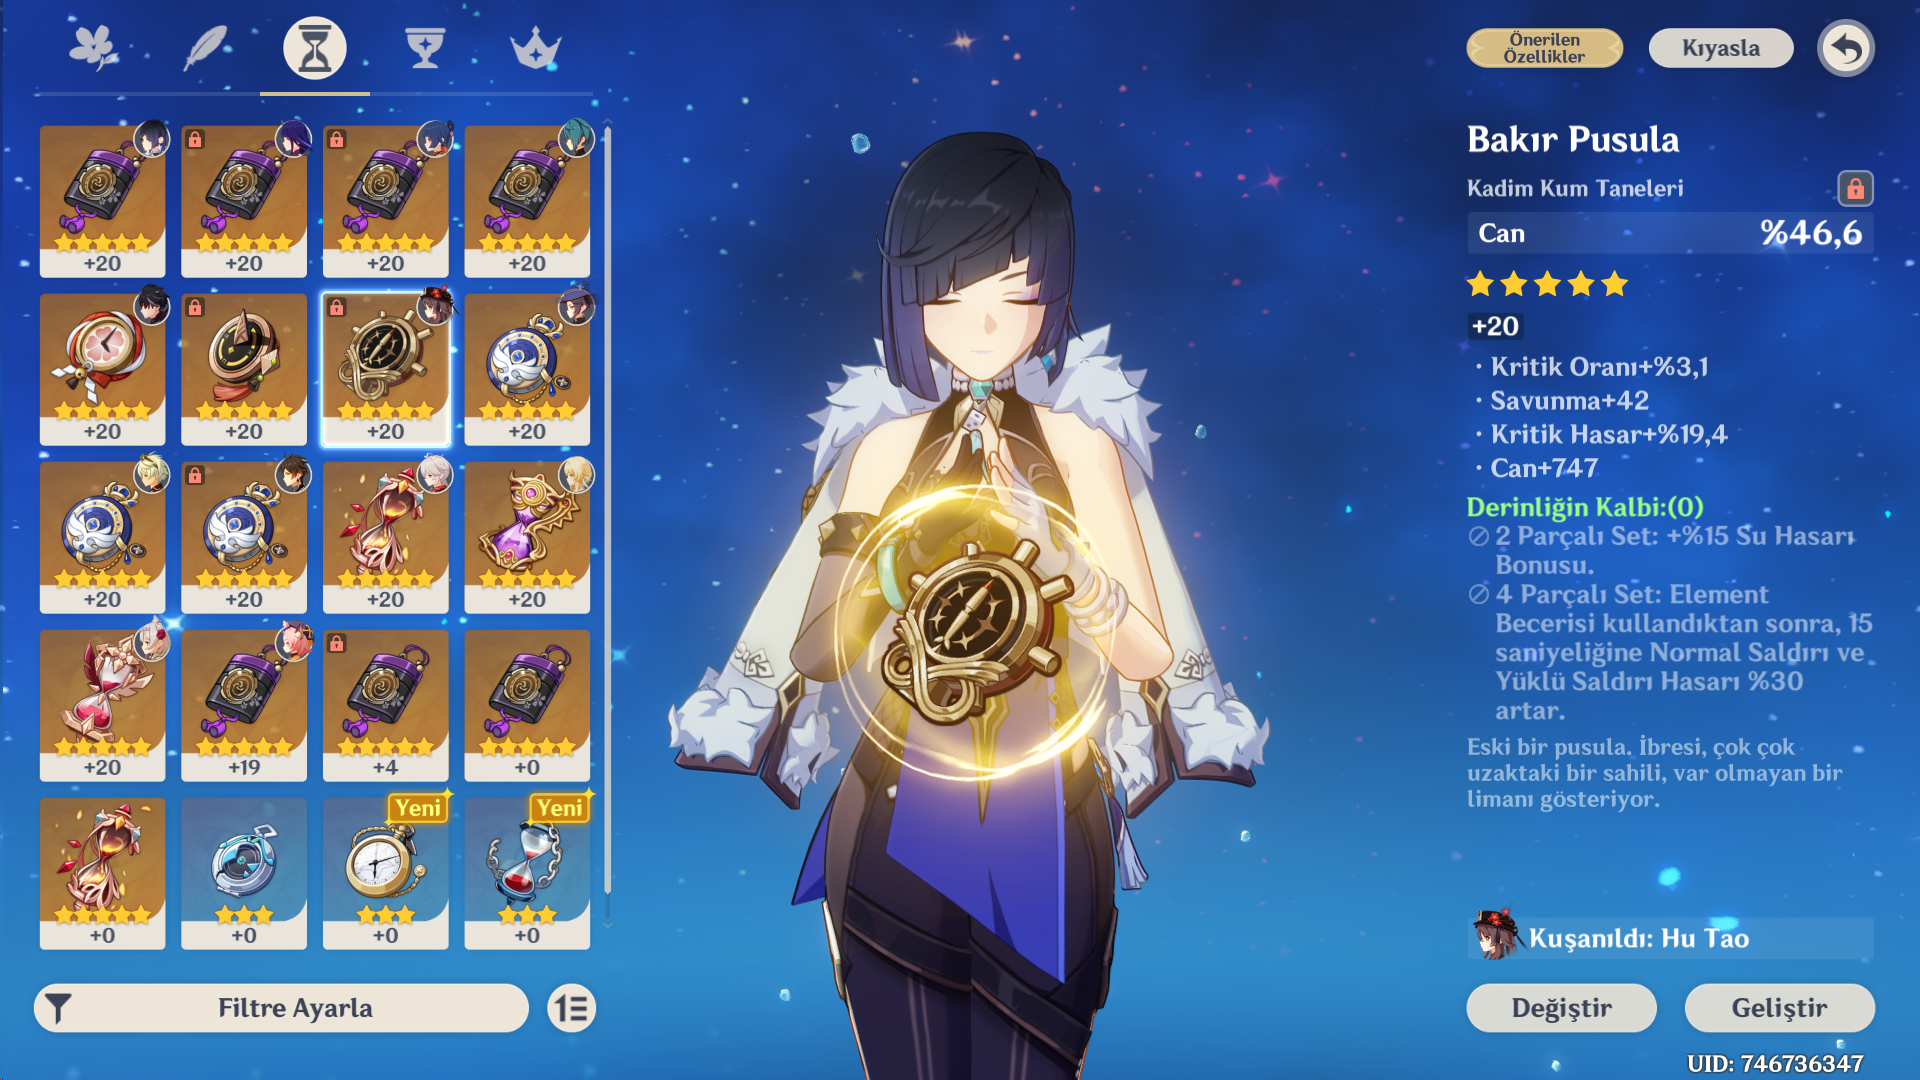 Önerilen
Özellikler
Kıyasla
Bakır Pusula
Kadim Kum Taneleri
Can %46,6
+20
· Kritik Oranı+%3,1
· Savunma+42
· Kritik Hasar+%19,4
· Can+747
Derinliğin Kalbi:(0)
2 Parçalı Set: +%15 Su Hasarı
Bonusu.
4 Parçalı Set: Element
Becerisi kullandıktan sonra, 15
saniyeliğine Normal Saldırı ve
Yüklü Saldırı Hasarı %30
artar.
Eski bir pusula. İbresi, çok çok
uzaktaki bir sahili, var olmayan bir
limanı gösteriyor.
Kuşanıldı: Hu Tao
Değiştir Geliştir
UID: 746736347
+20 +20 +20 +20
+20 +20 +20 +20
+20 +20 +20 +20
+20 +19 +4 +0
Yeni Yeni
+0 +0 +0 +0
Filtre Ayarla
1